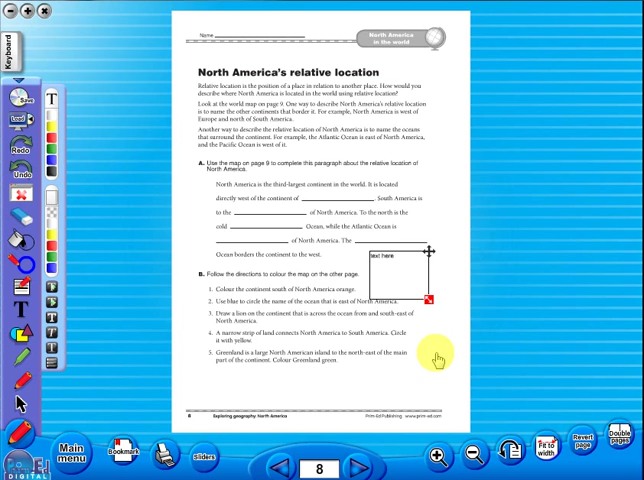 Keyboard
Save
Load
Redo
Undo
T
T
T
T
T
T
Name
North America
in the world
North America's relative location
Relative location is the position of a place in relation to another place. How would you
describe where North America is located in the world using relative location?
Look at the world map on page 9. One way to describe North America's relative location
is to name the other continents that border it. For example, North America is west of
Europe and north of South America.
Another way to describe the relative location of North America is to name the oceans
that surround the continent. For example, the Atlantic Ocean is east of North America,
and the Pacific Ocean is west of it.
A. Use the map on page 9 to complete this paragraph about the relative location of
North America.
North America is the third-largest continent in the world. It is located
directly west of the continent of . South America is
to the of North America. To the north is the
cold Ocean, while the Atlantic Ocean is
of North America. The
Ocean borders the continent to the west.
text here
B. Follow the directions to colour the map on the other page.
1. Colour the continent south of North America orange.
2. Use blue to circle the name of the ocean that is east of North America.
3. Draw a lion on the continent that is across the ocean from and south-east of
North America.
4. A narrow strip of land connects North America to South America. Circle
it with yellow.
5. Greenland is a large North American island to the north-east of the main
part of the continent. Colour Greenland green.
8 Exploring geography: North America Prim-Ed Publishing www.prim-ed.com
Prim Ed
DIGITAL
Main
menu
Bookmark
Sliders
8
Fit to
width
Revert
page
Double
pages